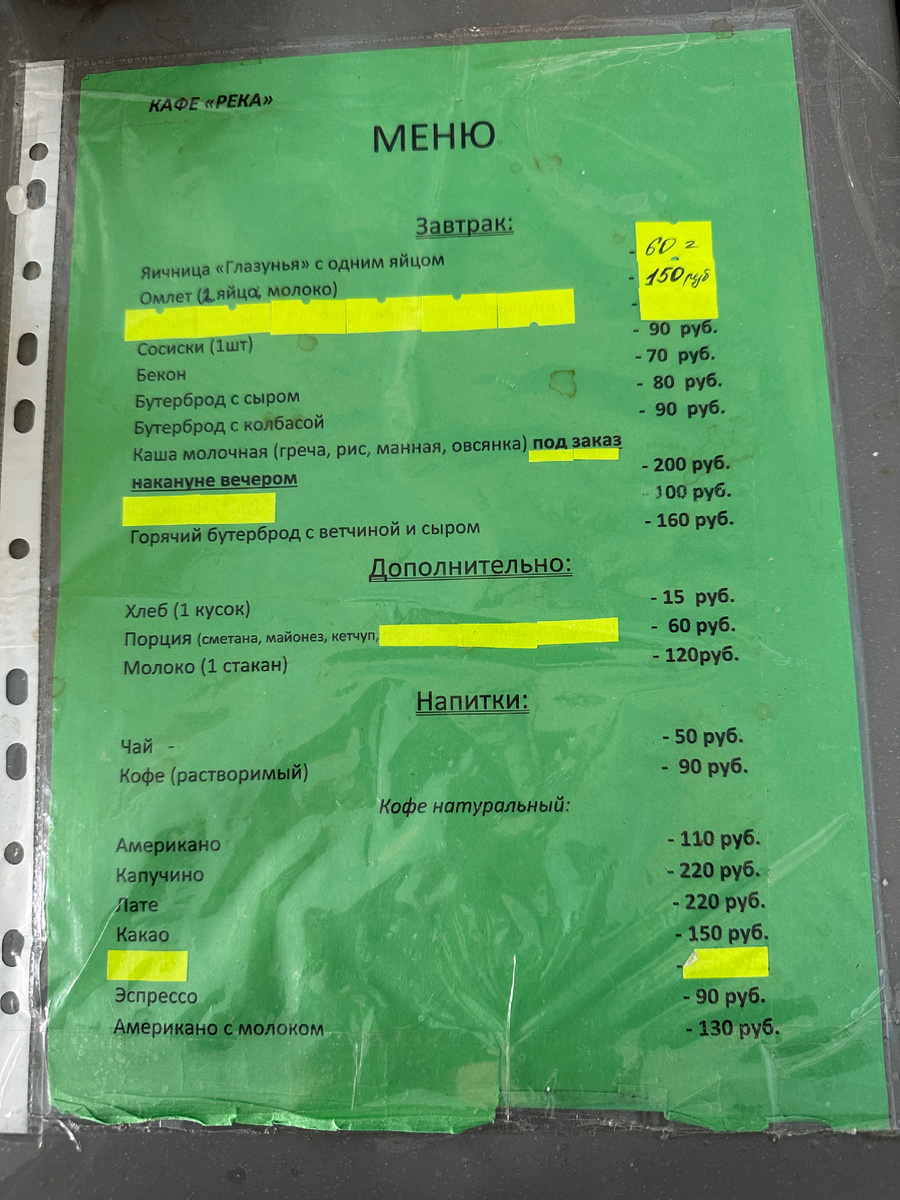 КАФЕ «РЕКА»
МЕНЮ
Завтрак:
Яичница «Глазунья» с одним яйцом - 60 г
Омлет (2 яйца, молоко) - 150 руб
-
Сосиски (1шт) - 90 руб.
Бекон - 70 руб.
Бутерброд с сыром - 80 руб.
Бутерброд с колбасой - 90 руб.
Каша молочная (греча, рис, манная, овсянка) под заказ
накануне вечером - 200 руб.
- 100 руб.
Горячий бутерброд с ветчиной и сыром - 160 руб.
Дополнительно:
Хлеб (1 кусок) - 15 руб.
Порция (сметана, майонез, кетчуп, - 60 руб.
Молоко (1 стакан) - 120руб.
Напитки:
Чай - - 50 руб.
Кофе (растворимый) - 90 руб.
Кофе натуральный:
Американо - 110 руб.
Капучино - 220 руб.
Лате - 220 руб.
Какао - 150 руб.
-
Эспрессо - 90 руб.
Американо с молоком - 130 руб.